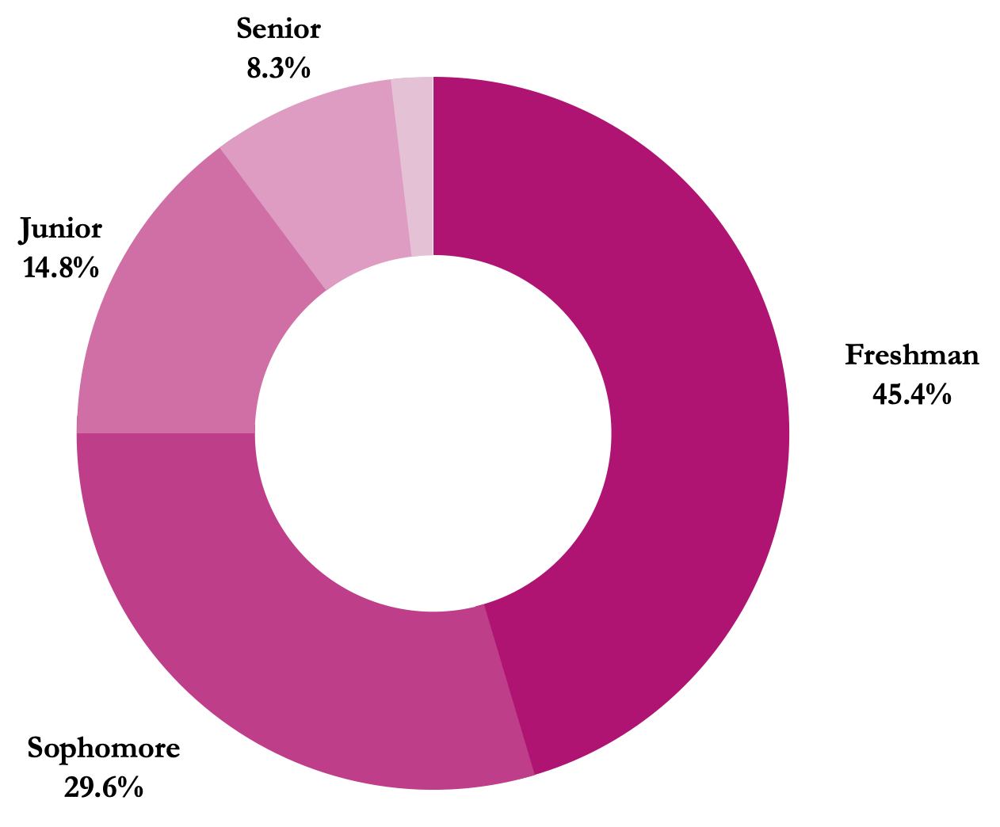 Senior
8.3%
Junior
14.8%
Freshman
45.4%
Sophomore
29.6%